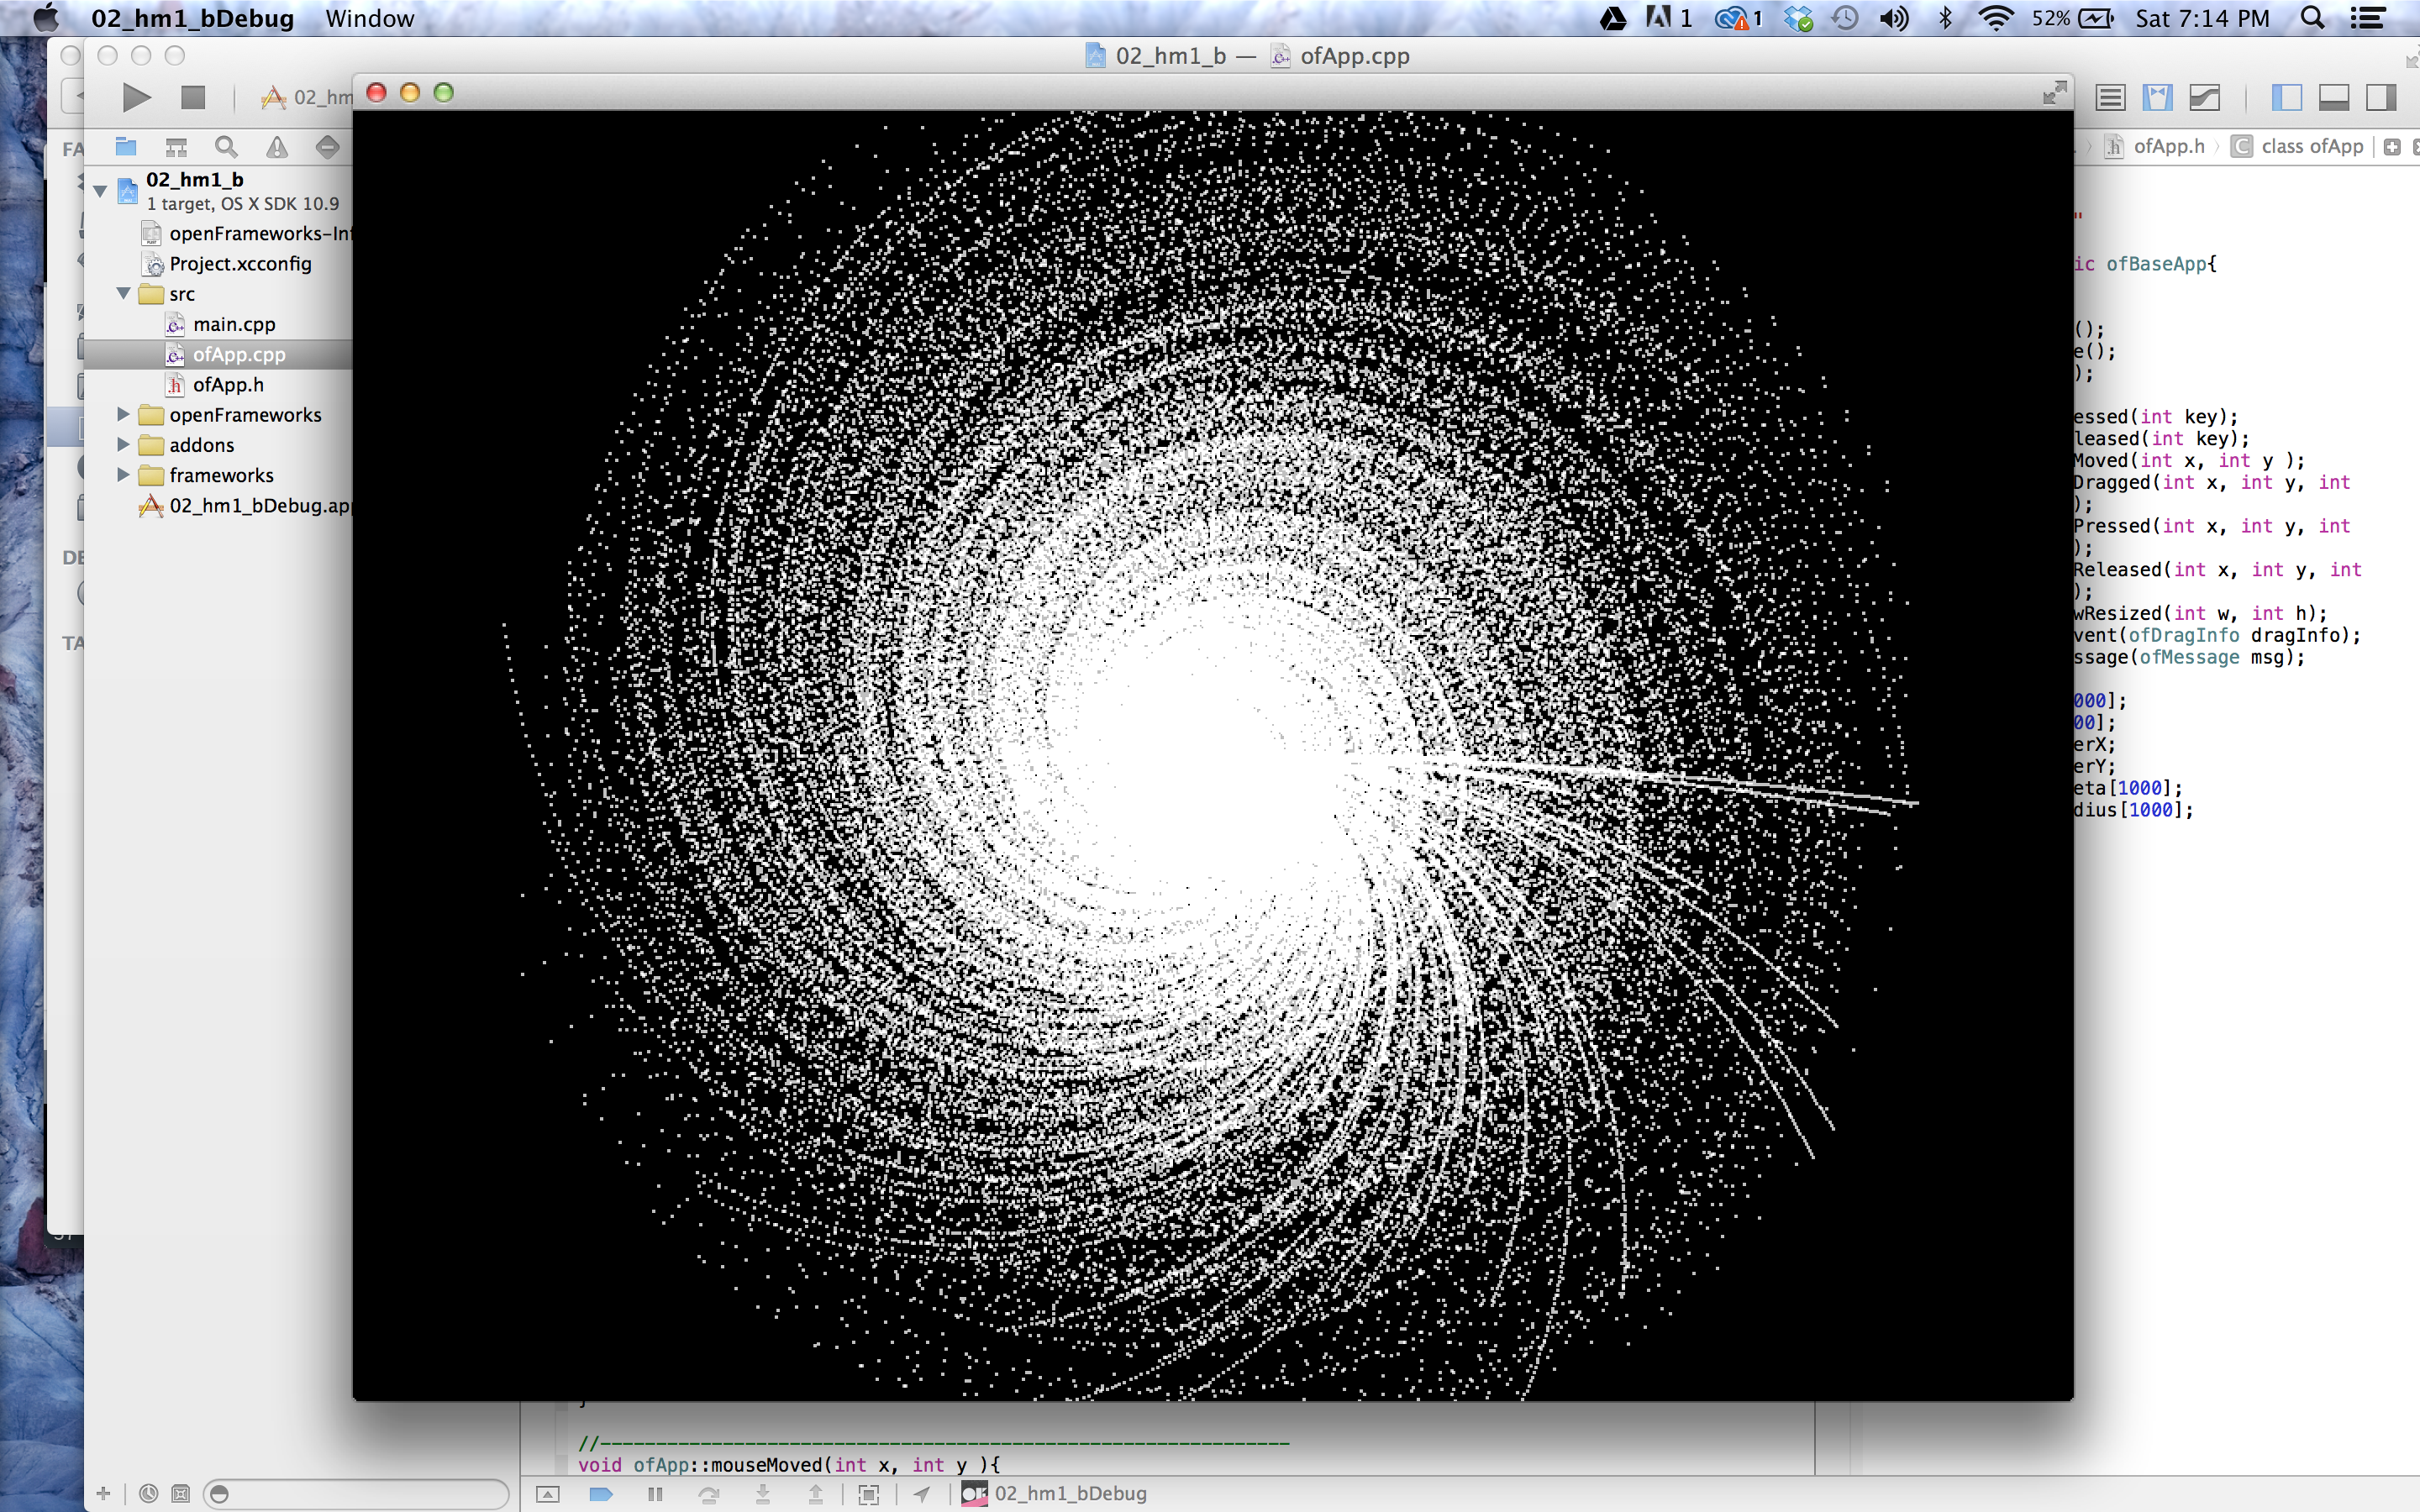 02_hm1_bDebug Window
1
1
52%
Sat 7:14 PM
02_hm1_b — ofApp.cpp
02_hm
FA
ofApp.h
class ofApp
02_hm1_b
1 target, OS X SDK 10.9
openFrameworks-Inf
Project.xcconfig
src
main.cpp
ofApp.cpp
ofApp.h
openFrameworks
addons
frameworks
02_hm1_bDebug.app
DE
TA
"
ic ofBaseApp{
();
e();
);
essed(int key);
leased(int key);
Moved(int x, int y );
Dragged(int x, int y, int
);
Pressed(int x, int y, int
);
Released(int x, int y, int
);
wResized(int w, int h);
vent(ofDragInfo dragInfo);
ssage(ofMessage msg);
000];
00];
erX;
erY;
eta[1000];
dius[1000];
//--------------------------------------------------------------
void ofApp::mouseMoved(int x, int y ){
02_hm1_bDebug